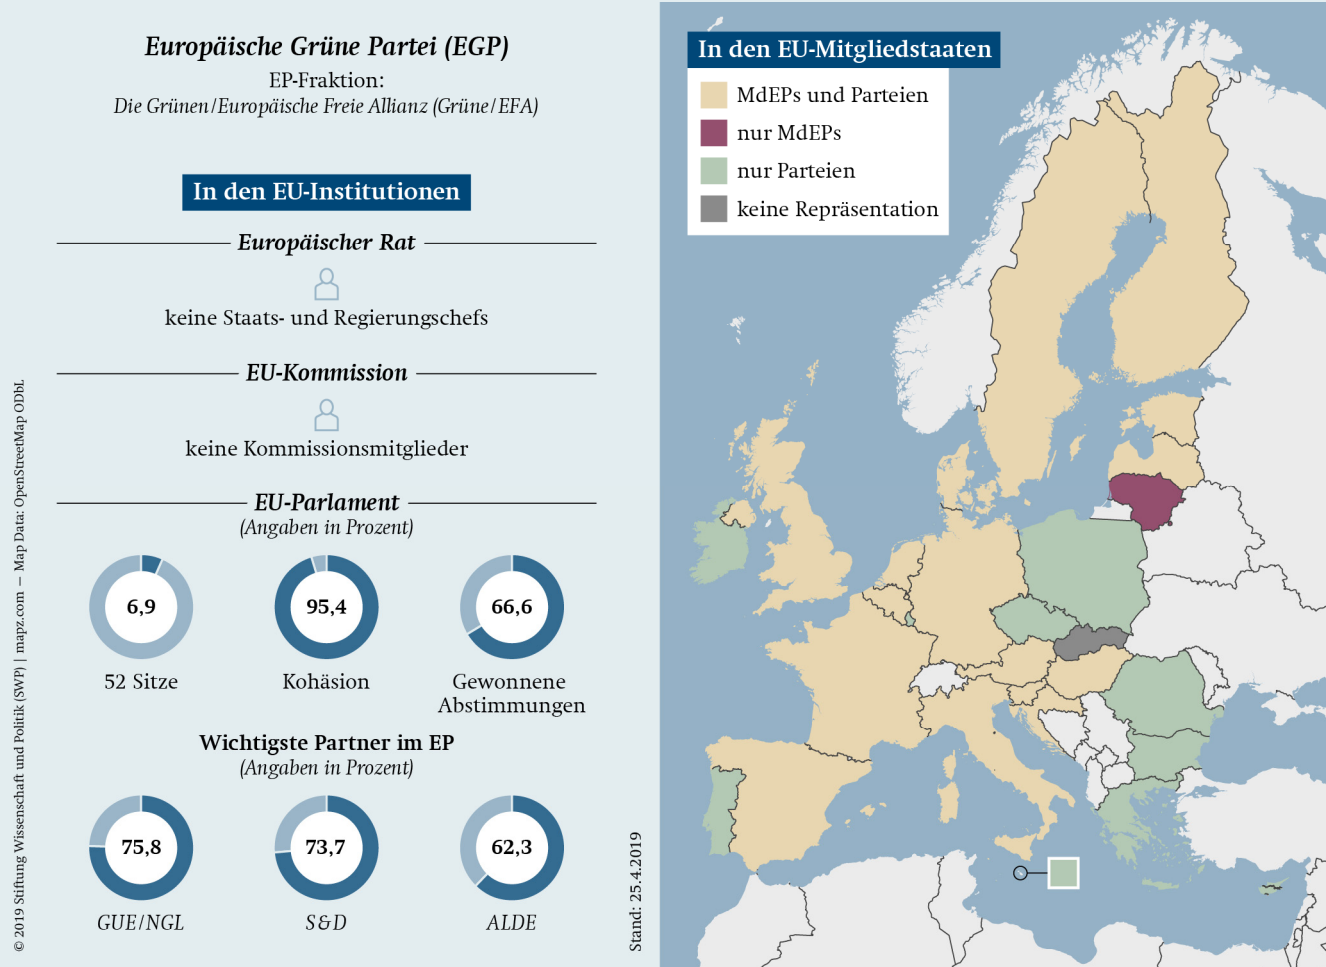 Europäische Grüne Partei (EGP)
EP-Fraktion:
Die Grünen/Europäische Freie Allianz (Grüne/EFA)
In den EU-Institutionen
Europäischer Rat
keine Staats- und Regierungschefs
EU-Kommission
keine Kommissionsmitglieder
EU-Parlament
(Angaben in Prozent)
6,9
95,4
66,6
52 Sitze
Kohäsion
Gewonnene
Abstimmungen
Wichtigste Partner im EP
(Angaben in Prozent)
75,8
73,7
62,3
GUE/NGL
S&D
ALDE
© 2019 Stiftung Wissenschaft und Politik (SWP) | mapz.com — Map Data: OpenStreetMap ODbL
Stand: 25.4.2019
In den EU-Mitgliedstaaten
MdEPs und Parteien
nur MdEPs
nur Parteien
keine Repräsentation